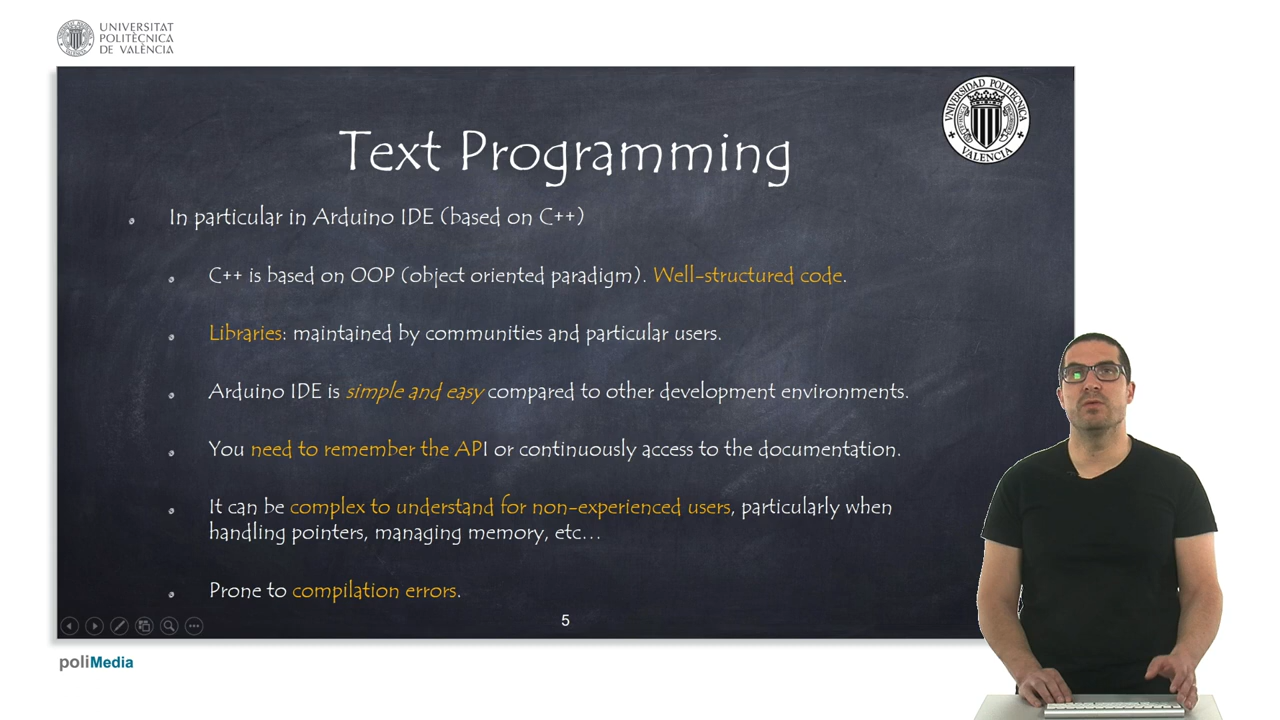 UNIVERSITAT
POLITÈCNICA
DE VALÈNCIA
UNIVERSIDAD POLITECNICA
VALENCIA
Text Programming
In particular in Arduino IDE (based on C++)
C++ is based on OOP (object oriented paradigm). Well-structured code.
Libraries: maintained by communities and particular users.
Arduino IDE is simple and easy compared to other development environments.
You need to remember the API or continuously access to the documentation.
It can be complex to understand for non-experienced users, particularly when
handling pointers, managing memory, etc...
Prone to compilation errors.
5
poliMedia